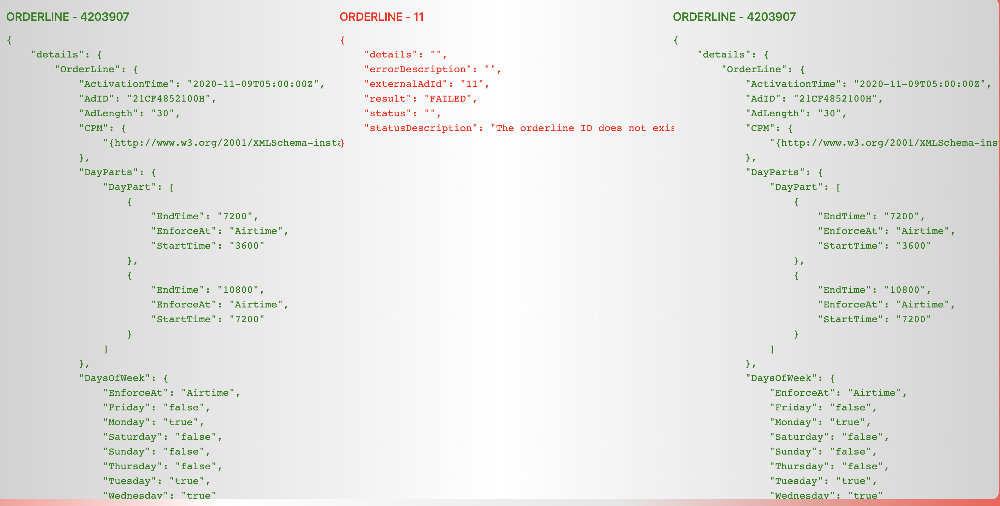 ORDERLINE - 4203907
{
"details": {
"OrderLine": {
"ActivationTime": "2020-11-09T05:00:00Z",
"AdID": "21CF4852100H",
"AdLength": "30",
"CPM": {
"{http://www.w3.org/2001/XMLSchema-insta
},
"DayParts": {
"DayPart": [
{
"EndTime": "7200",
"EnforceAt": "Airtime",
"StartTime": "3600"
},
{
"EndTime": "10800",
"EnforceAt": "Airtime",
"StartTime": "7200"
}
]
},
"DaysOfWeek": {
"EnforceAt": "Airtime",
"Friday": "false",
"Monday": "true",
"Saturday": "false",
"Sunday": "false",
"Thursday": "false",
"Tuesday": "true",
"Wednesday": "true"
ORDERLINE - 11
{
"details": "",
"errorDescription": "",
"externalAdId": "11",
"result": "FAILED",
"status": "",
"statusDescription": "The orderline ID does not exis
}
ORDERLINE - 4203907
{
"details": {
"OrderLine": {
"ActivationTime": "2020-11-09T05:00:00Z",
"AdID": "21CF4852100H",
"AdLength": "30",
"CPM": {
"{http://www.w3.org/2001/XMLSchema-ins
},
"DayParts": {
"DayPart": [
{
"EndTime": "7200",
"EnforceAt": "Airtime",
"StartTime": "3600"
},
{
"EndTime": "10800",
"EnforceAt": "Airtime",
"StartTime": "7200"
}
]
},
"DaysOfWeek": {
"EnforceAt": "Airtime",
"Friday": "false",
"Monday": "true",
"Saturday": "false",
"Sunday": "false",
"Thursday": "false",
"Tuesday": "true",
"Wednesday": "true"